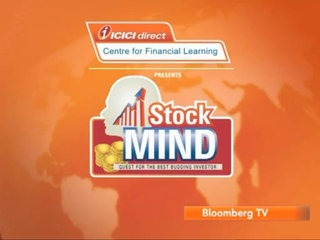 i ICICI direct
Centre for Financial Learning
PRESENTS
Stock
MIND
QUEST FOR THE BEST BUDDING INVESTOR
Bloomberg TV